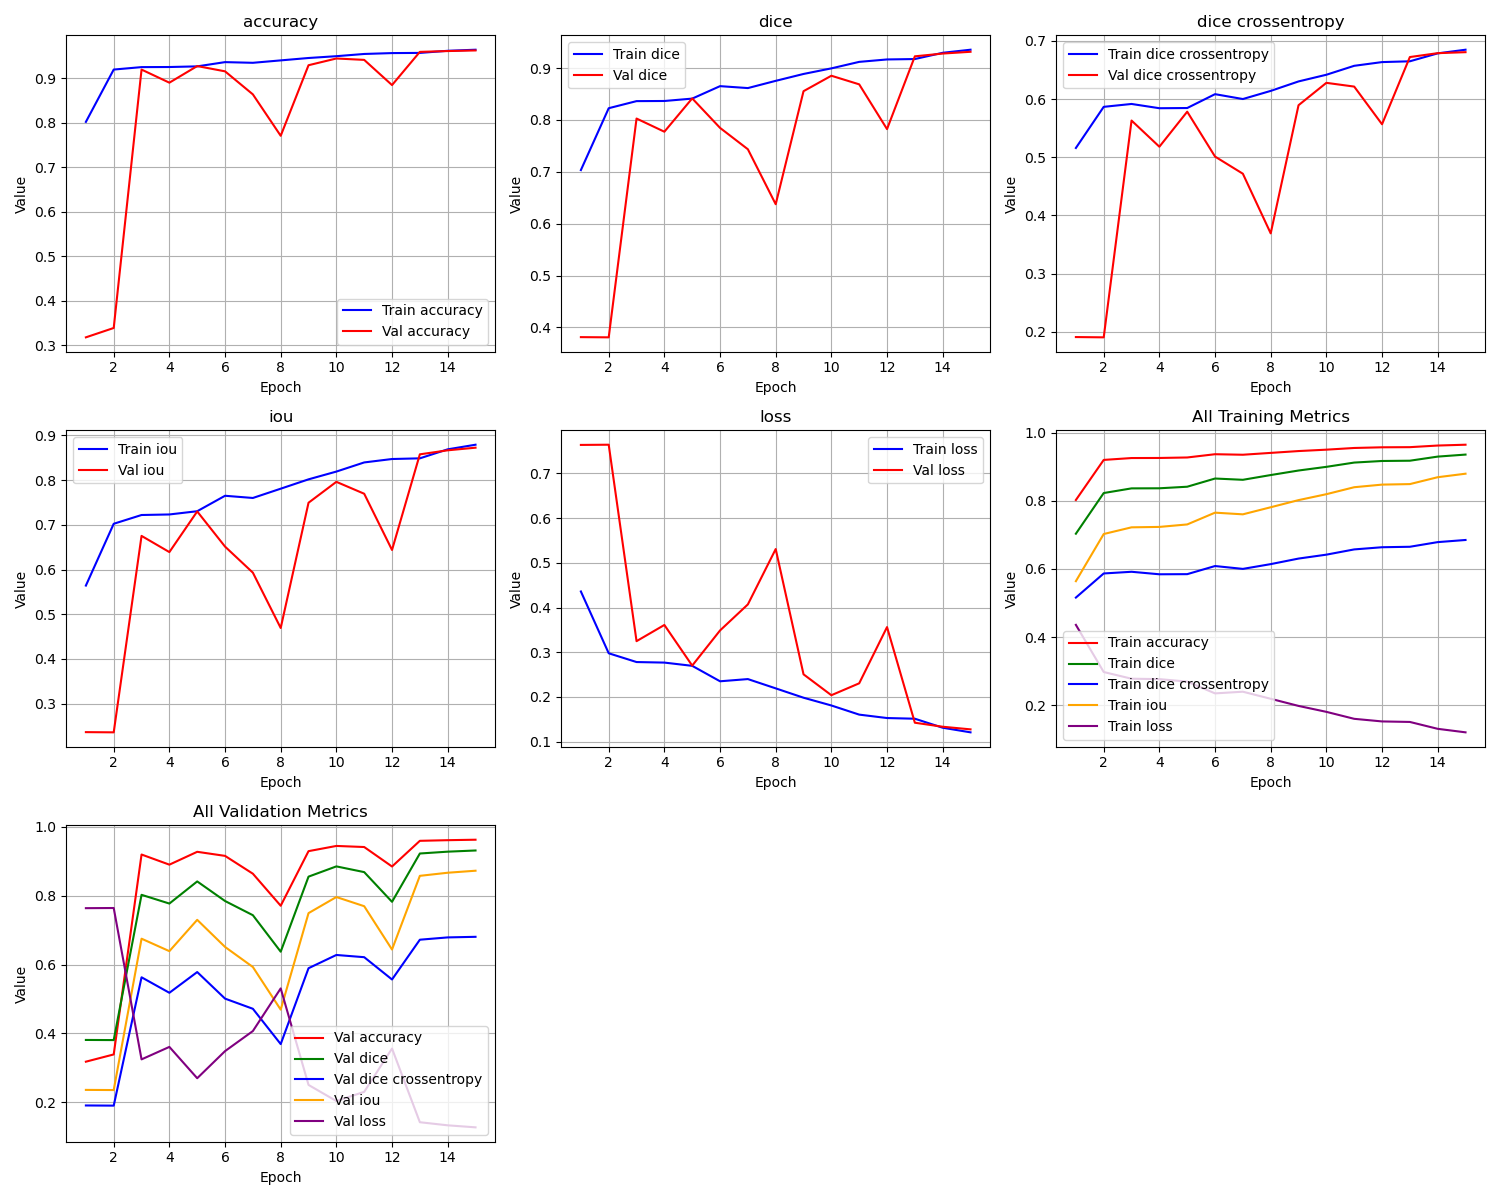 accuracy
Value
0.9
0.8
0.7
0.6
0.5
0.4
0.3
Train accuracy
Val accuracy
2 4 6 8 10 12 14
Epoch
dice
Value
0.9
0.8
0.7
0.6
0.5
0.4
Train dice
Val dice
2 4 6 8 10 12 14
Epoch
dice crossentropy
Value
0.7
0.6
0.5
0.4
0.3
0.2
Train dice crossentropy
Val dice crossentropy
2 4 6 8 10 12 14
Epoch
iou
Value
0.9
0.8
0.7
0.6
0.5
0.4
0.3
Train iou
Val iou
2 4 6 8 10 12 14
Epoch
loss
Value
0.7
0.6
0.5
0.4
0.3
0.2
0.1
Train loss
Val loss
2 4 6 8 10 12 14
Epoch
All Training Metrics
Value
1.0
0.8
0.6
0.4
0.2
Train accuracy
Train dice
Train dice crossentropy
Train iou
Train loss
2 4 6 8 10 12 14
Epoch
All Validation Metrics
Value
1.0
0.8
0.6
0.4
0.2
Val accuracy
Val dice
Val dice crossentropy
Val iou
Val loss
2 4 6 8 10 12 14
Epoch